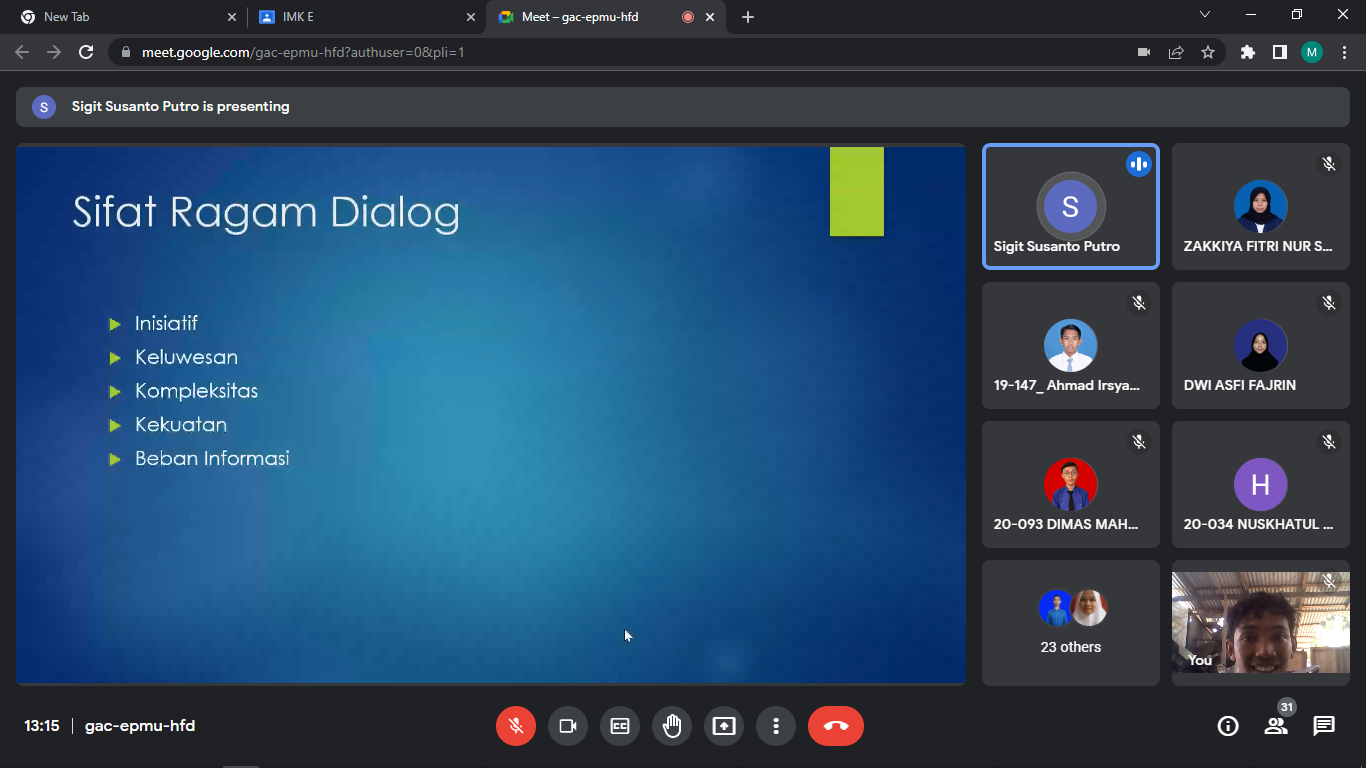 New Tab
IMK E
Meet – gac-epmu-hfd
meet.google.com/gac-epmu-hfd?authuser=0&pli=1
M
S
Sigit Susanto Putro is presenting
Sifat Ragam Dialog
Inisiatif
Keluwesan
Kompleksitas
Kekuatan
Beban Informasi
S
Sigit Susanto Putro
ZAKKIYA FITRI NUR S...
19-147_ Ahmad Irsya...
DWI ASFI FAJRIN
20-093 DIMAS MAH...
H
20-034 NUSKHATUL ...
23 others
You
13:15 | gac-epmu-hfd
31